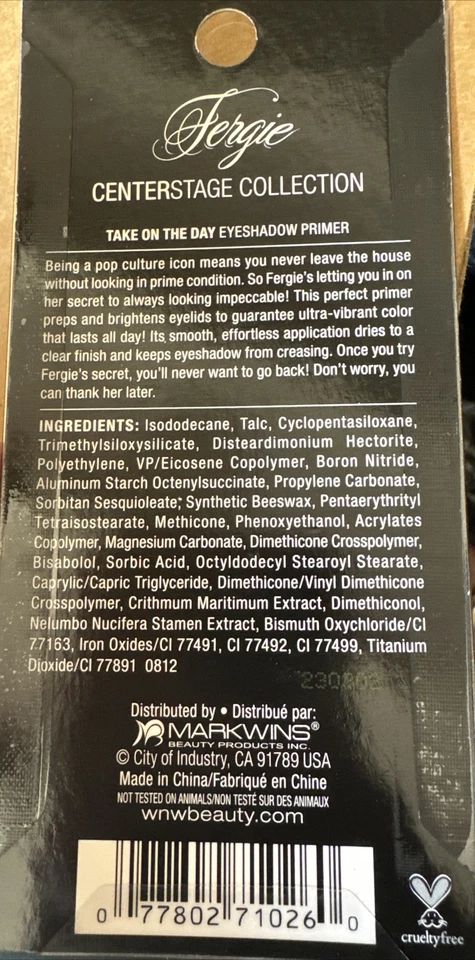 Fergie
CENTERSTAGE COLLECTION
TAKE ON THE DAY EYESHADOW PRIMER
Being a pop culture icon means you never leave the house
without looking in prime condition. So Fergie's letting you in on
her secret to always looking impeccable! This perfect primer
preps and brightens eyelids to guarantee ultra-vibrant color
that lasts all day! Its smooth, effortless application dries to a
clear finish and keeps eyeshadow from creasing. Once you try
Fergie's secret, you'll never want to go back! Don't worry, you
can thank her later.
INGREDIENTS: Isododecane, Talc, Cyclopentasiloxane,
Trimethylsiloxysilicate, Disteardimonium Hectorite,
Polyethylene, VP/Eicosene Copolymer, Boron Nitride,
Aluminum Starch Octenylsuccinate, Propylene Carbonate,
Sorbitan Sesquioleate, Synthetic Beeswax, Pentaerythrityl
Tetraisostearate, Methicone, Phenoxyethanol, Acrylates
Copolymer, Magnesium Carbonate, Dimethicone Crosspolymer,
Bisabolol, Sorbic Acid, Octyldodecyl Stearoyl Stearate,
Caprylic/Capric Triglyceride, Dimethicone/Vinyl Dimethicone
Crosspolymer, Crithmum Maritimum Extract, Dimethiconol,
Nelumbo Nucifera Stamen Extract, Bismuth Oxychloride/CI
77163, Iron Oxides/CI 77491, CI 77492, CI 77499, Titanium
Dioxide/CI 77891 0812
Distributed by • Distribué par:
MARKWINS®
BEAUTY PRODUCTS INC.
© City of Industry, CA 91789 USA
Made in China/Fabriqué en Chine
NOT TESTED ON ANIMALS/NON TESTÉ SUR DES ANIMAUX
wnwbeauty.com
0 77802 71026 0
crueltyfree